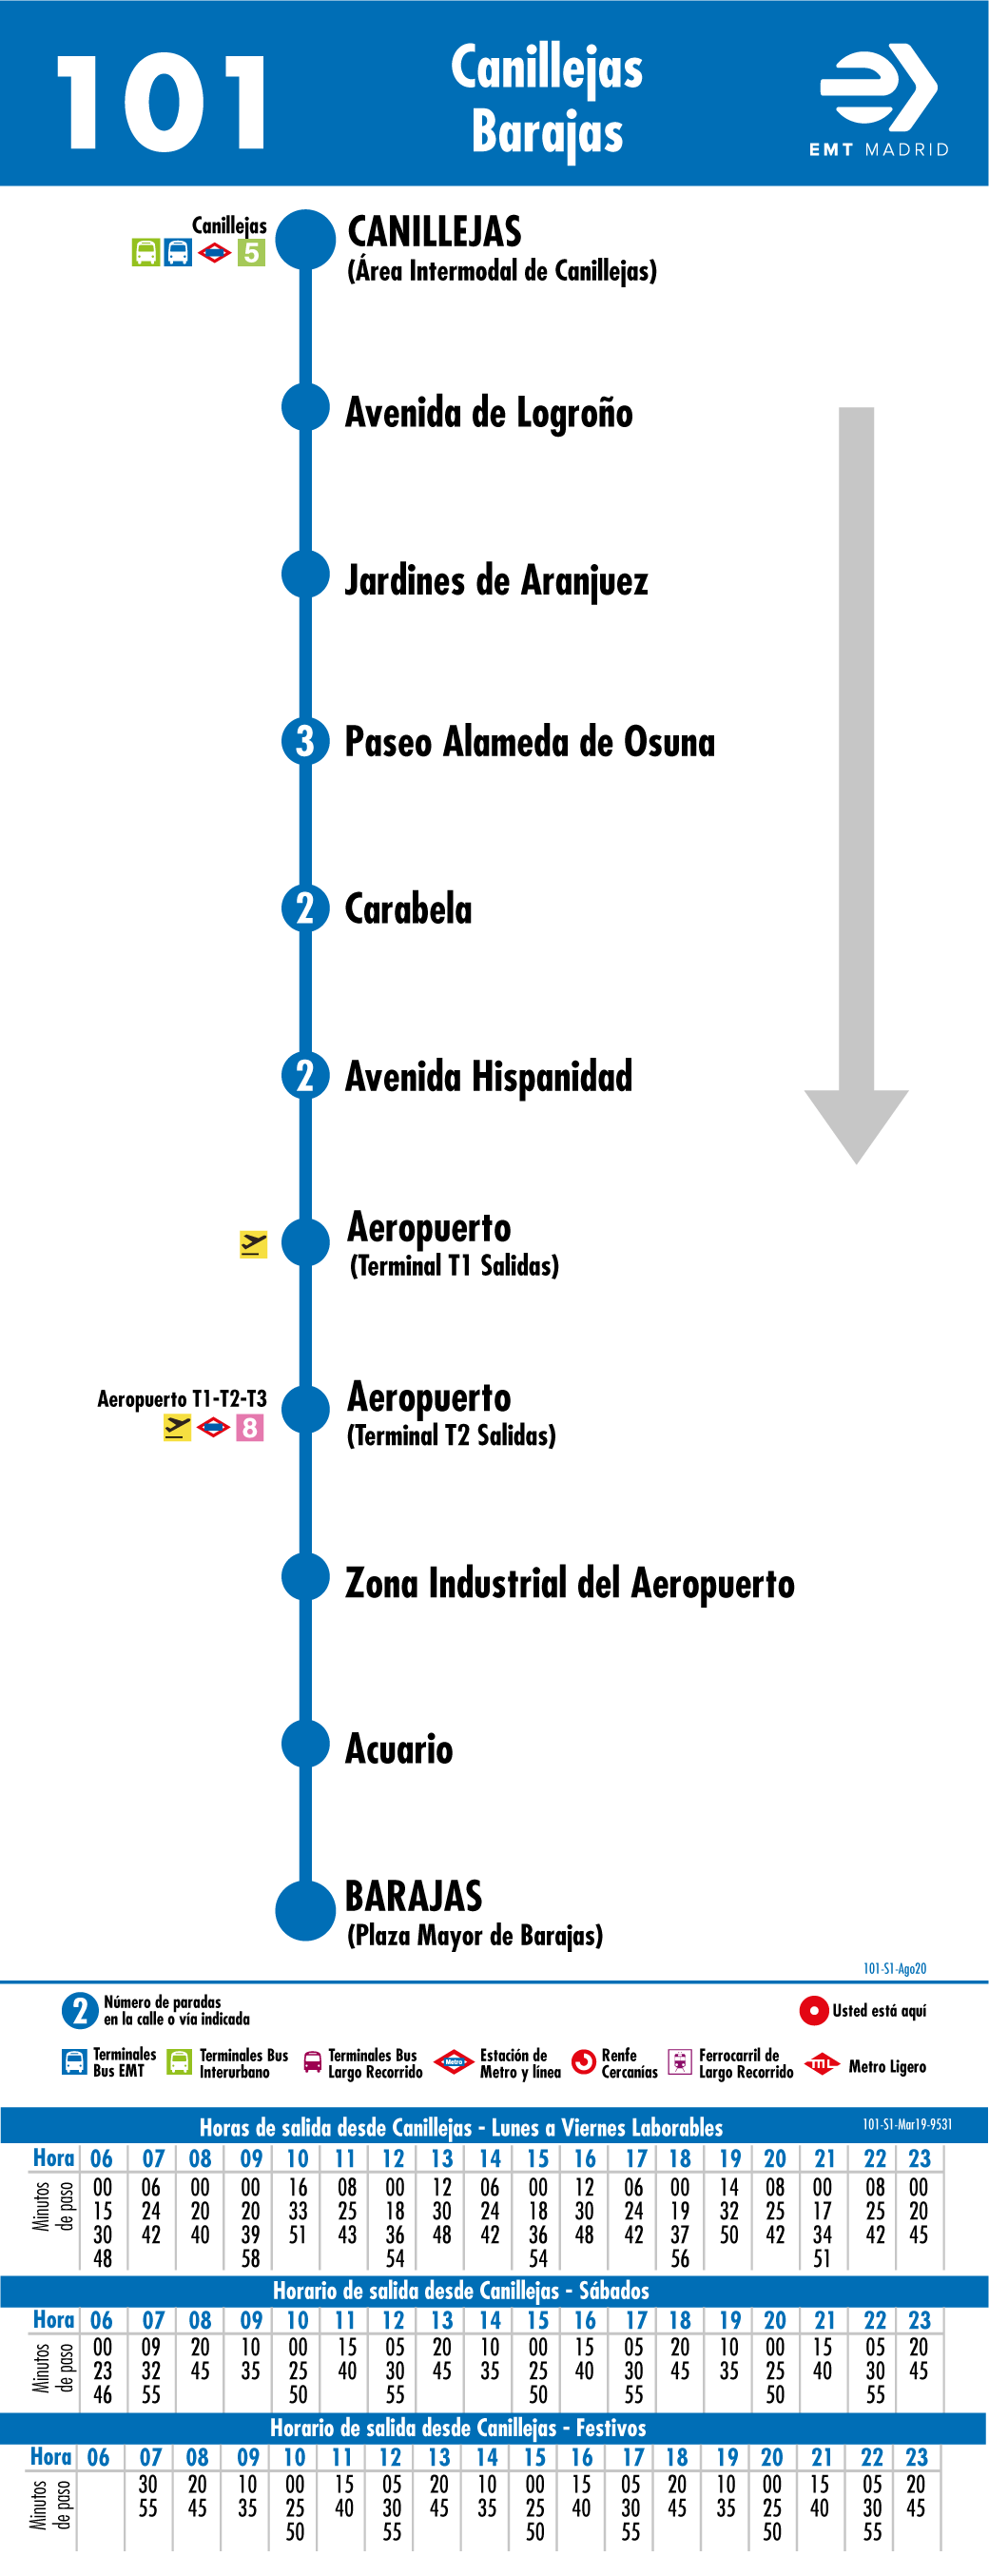 101
Canillejas
Barajas
EMT MADRID
Canillejas
5
CANILLEJAS
(Área Intermodal de Canillejas)
Avenida de Logroño
Jardines de Aranjuez
3 Paseo Alameda de Osuna
2 Carabela
2 Avenida Hispanidad
Aeropuerto
(Terminal T1 Salidas)
Aeropuerto T1-T2-T3
8
Aeropuerto
(Terminal T2 Salidas)
Zona Industrial del Aeropuerto
Acuario
BARAJAS
(Plaza Mayor de Barajas)
101-S1-Ago20
2 Número de paradas
en la calle o vía indicada
Usted está aquí
Terminales
Bus EMT
Terminales Bus
Interurbano
Terminales Bus
Largo Recorrido
Metro
Estación de
Metro y línea
Renfe
Cercanías
Ferrocarril de
Largo Recorrido
ML
Metro Ligero
Horas de salida desde Canillejas - Lunes a Viernes Laborables
101-S1-Mar19-9531
Hora 06 07 08 09 10 11 12 13 14 15 16 17 18 19 20 21 22 23
Minutos
de paso
00 06 00 00 16 08 00 12 06 00 12 06 00 14 08 00 08 00
15 24 20 20 33 25 18 30 24 18 30 24 19 32 25 17 25 20
30 42 40 39 51 43 36 48 42 36 48 42 37 50 42 34 42 45
48 58 54 54 56 51
Horario de salida desde Canillejas - Sábados
Hora 06 07 08 09 10 11 12 13 14 15 16 17 18 19 20 21 22 23
Minutos
de paso
00 09 20 10 00 15 05 20 10 00 15 05 20 10 00 15 05 20
23 32 45 35 25 40 30 45 35 25 40 30 45 35 25 40 30 45
46 55 50 55 50 55 50 55
Horario de salida desde Canillejas - Festivos
Hora 06 07 08 09 10 11 12 13 14 15 16 17 18 19 20 21 22 23
Minutos
de paso
30 20 10 00 15 05 20 10 00 15 05 20 10 00 15 05 20
55 45 35 25 40 30 45 35 25 40 30 45 35 25 40 30 45
50 55 50 55 50 55